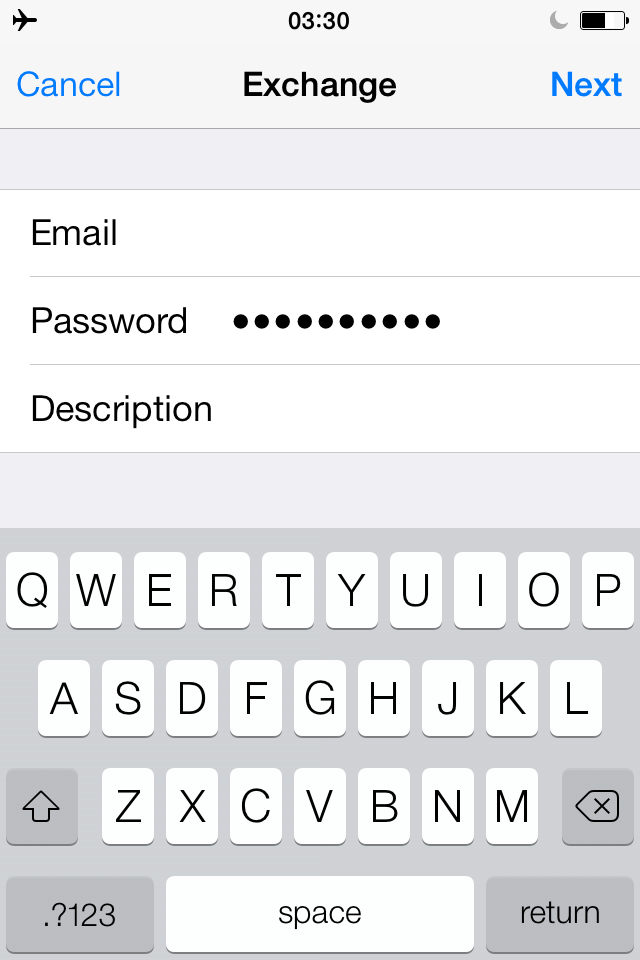 03:30
Cancel Exchange Next
Email
Password ●●●●●●●●●●
Description
Q W E R T Y U I O P
A S D F G H J K L
Z X C V B N M
.?123 space return